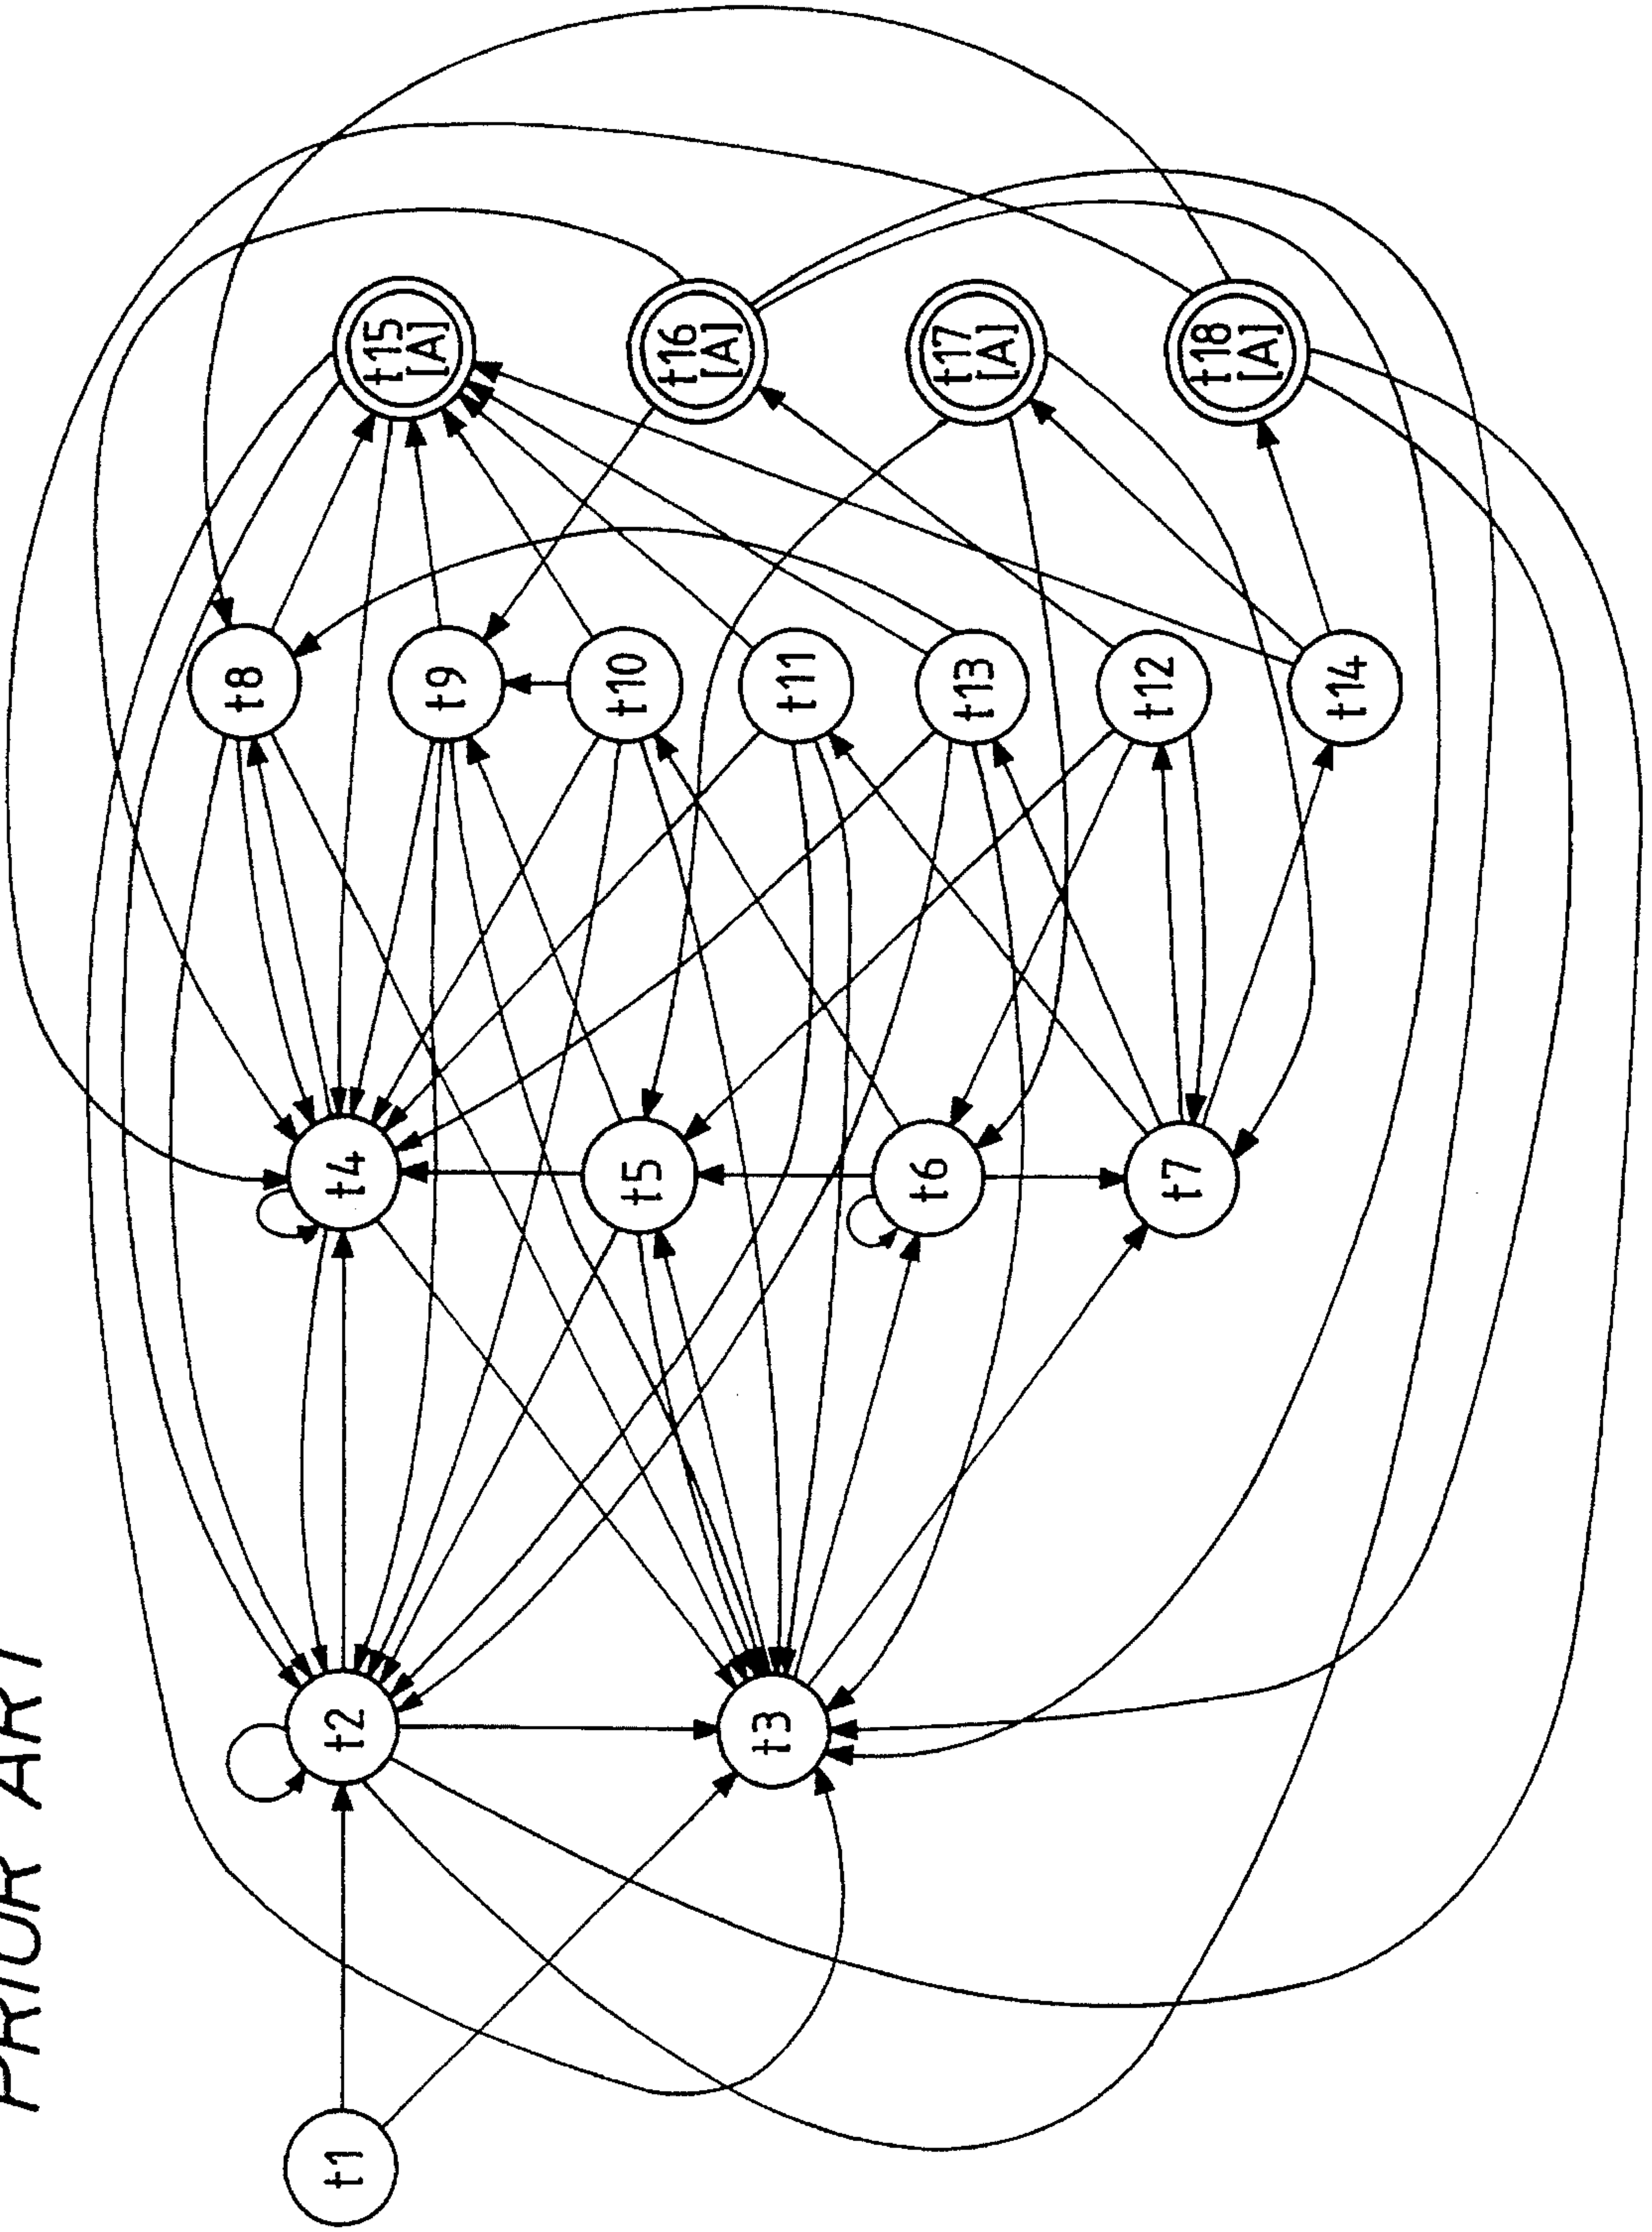 PRIOR ART
t1
t2
t3
t4
t5
t6
t7
t8
t9
t10
t11
t13
t12
t14
t15
[A]
t16
[A]
t17
[A]
t18
[A]